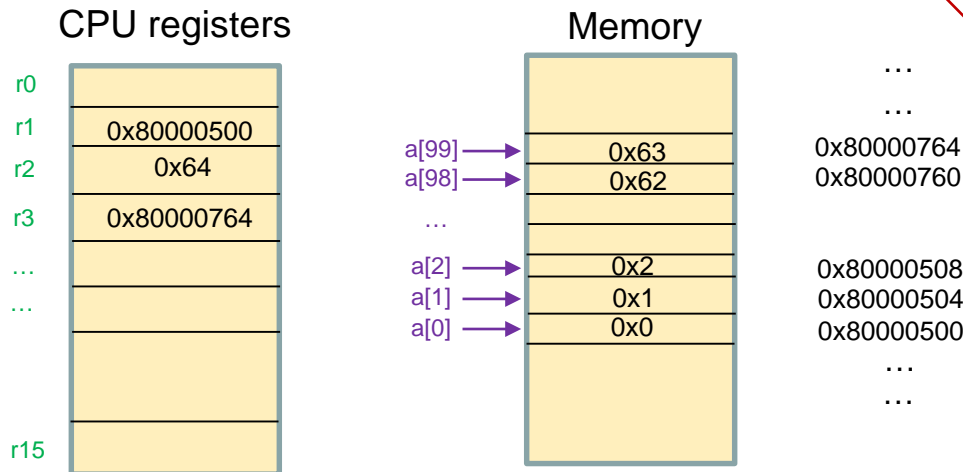 CPU registers
r0
r1
0x80000500
r2
0x64
r3
0x80000764
…
…
r15
Memory
…
…
a[99]
0x63
0x80000764
a[98]
0x62
0x80000760
…
a[2]
0x2
0x80000508
a[1]
0x1
0x80000504
a[0]
0x0
0x80000500
…
…